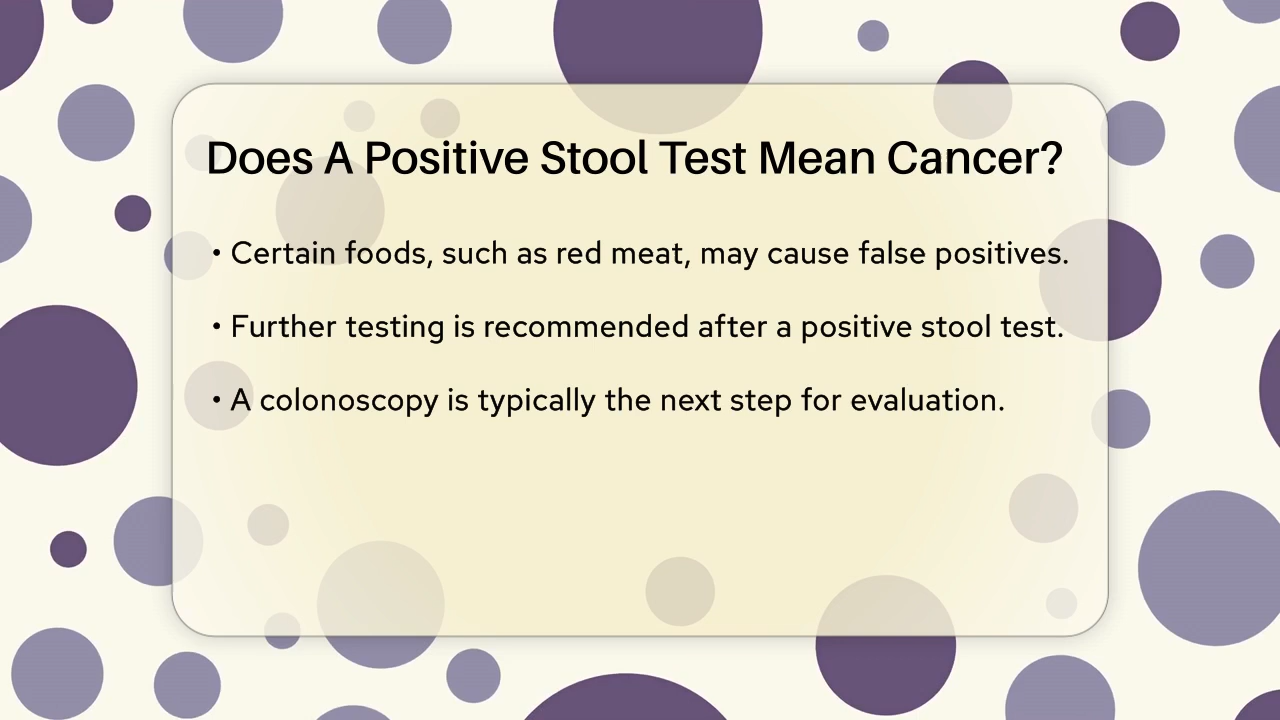 Does A Positive Stool Test Mean Cancer?
• Certain foods, such as red meat, may cause false positives.
• Further testing is recommended after a positive stool test.
• A colonoscopy is typically the next step for evaluation.